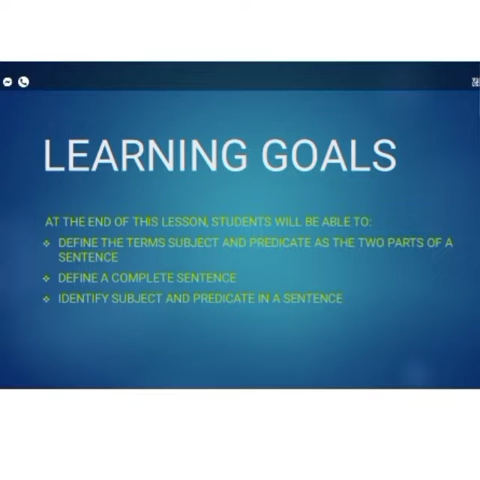 LEARNING GOALS
AT THE END OF THIS LESSON, STUDENTS WILL BE ABLE TO:
❖ DEFINE THE TERMS SUBJECT AND PREDICATE AS THE TWO PARTS OF A
SENTENCE
❖ DEFINE A COMPLETE SENTENCE
❖ IDENTIFY SUBJECT AND PREDICATE IN A SENTENCE